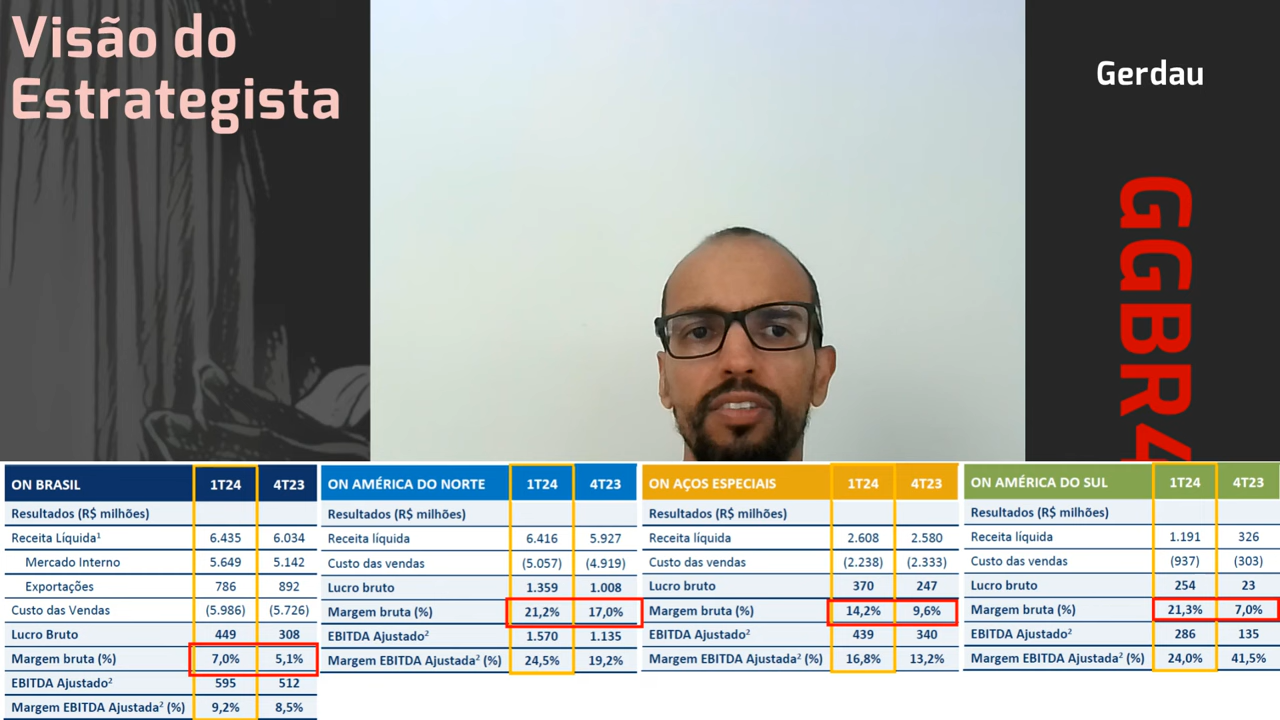 Visão do
Estrategista
Gerdau
GGBR4
ON BRASIL 1T24 4T23
Resultados (R$ milhões)
Receita Líquida¹ 6.435 6.034
Mercado Interno 5.649 5.142
Exportações 786 892
Custo das Vendas (5.986) (5.726)
Lucro Bruto 449 308
Margem bruta (%) 7,0% 5,1%
EBITDA Ajustado² 595 512
Margem EBITDA Ajustada² (%) 9,2% 8,5%
ON AMÉRICA DO NORTE 1T24 4T23
Resultados (R$ milhões)
Receita líquida 6.416 5.927
Custo das vendas (5.057) (4.919)
Lucro bruto 1.359 1.008
Margem bruta (%) 21,2% 17,0%
EBITDA Ajustado² 1.570 1.135
Margem EBITDA Ajustada² (%) 24,5% 19,2%
ON AÇOS ESPECIAIS 1T24 4T23
Resultados (R$ milhões)
Receita líquida 2.608 2.580
Custo das vendas (2.238) (2.333)
Lucro bruto 370 247
Margem bruta (%) 14,2% 9,6%
EBITDA Ajustado² 439 340
Margem EBITDA Ajustada² (%) 16,8% 13,2%
ON AMÉRICA DO SUL 1T24 4T23
Resultados (R$ milhões)
Receita líquida 1.191 326
Custo das vendas (937) (303)
Lucro bruto 254 23
Margem bruta (%) 21,3% 7,0%
EBITDA Ajustado² 286 135
Margem EBITDA Ajustada² (%) 24,0% 41,5%